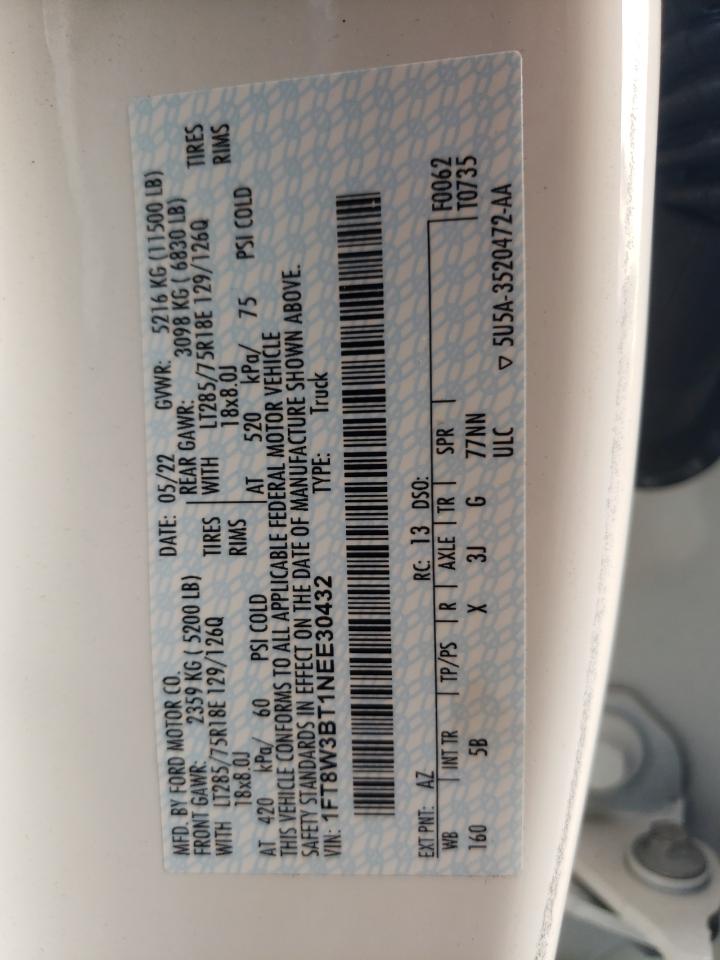 MFD. BY FORD MOTOR CO. DATE: 05/22 GVWR: 5216 KG (11500 LB)
FRONT GAWR: 2359 KG ( 5200 LB) REAR GAWR: 3098 KG ( 6830 LB)
WITH LT285/75R18E 129/126Q TIRES WITH LT285/75R18E 129/126Q TIRES
18x8.0J RIMS 18x8.0J RIMS
AT 420 kPa/ 60 PSI COLD AT 520 kPa/ 75 PSI COLD
THIS VEHICLE CONFORMS TO ALL APPLICABLE FEDERAL MOTOR VEHICLE
SAFETY STANDARDS IN EFFECT ON THE DATE OF MANUFACTURE SHOWN ABOVE.
VIN: 1FT8W3BT1NEE30432 TYPE: Truck
EXT PNT: AZ RC: 13 DSO: F0062
WB INT TR TP/PS R AXLE TR SPR T0735
160 5B X 3J G 77NN
ULC ▽ 5U5A-3520472-AA